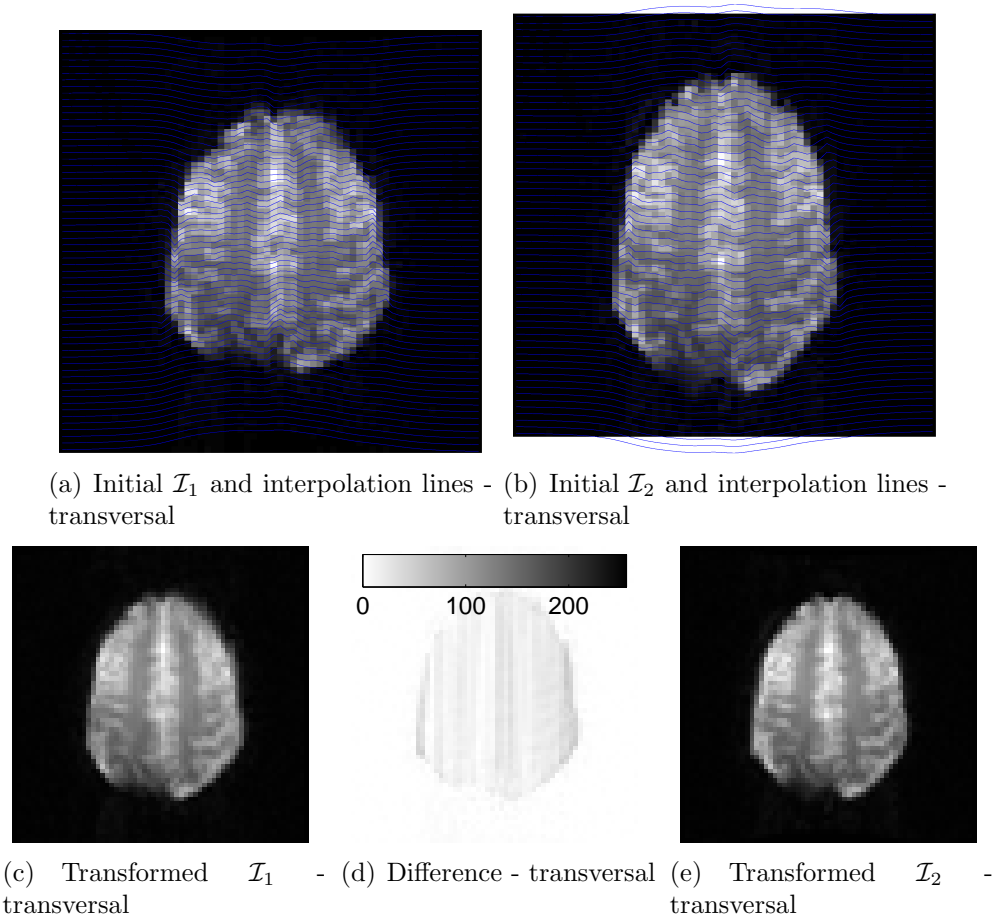 (a) Initial 𝓘₁ and interpolation lines -
transversal
(b) Initial 𝓘₂ and interpolation lines -
transversal
0 100 200
(c) Transformed 𝓘₁ -
transversal
(d) Difference - transversal
(e) Transformed 𝓘₂ -
transversal